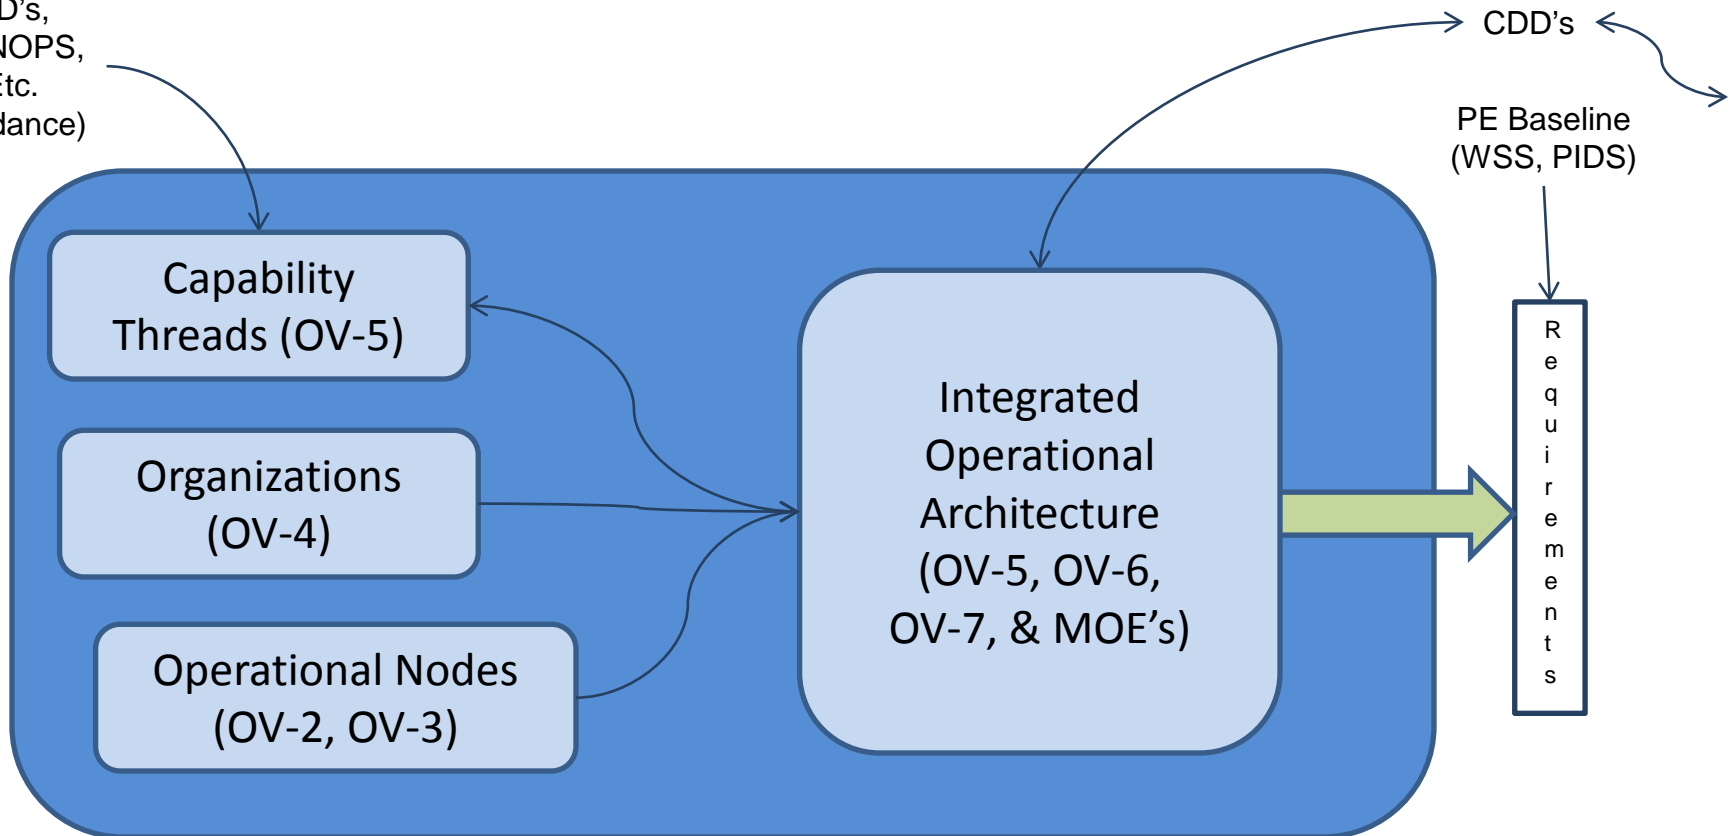 D's,
NOPS,
Etc.
dance)
CDD's
PE Baseline
(WSS, PIDS)
Capability
Threads (OV-5)
Organizations
(OV-4)
Operational Nodes
(OV-2, OV-3)
Integrated
Operational
Architecture
(OV-5, OV-6,
OV-7, & MOE's)
Requirements